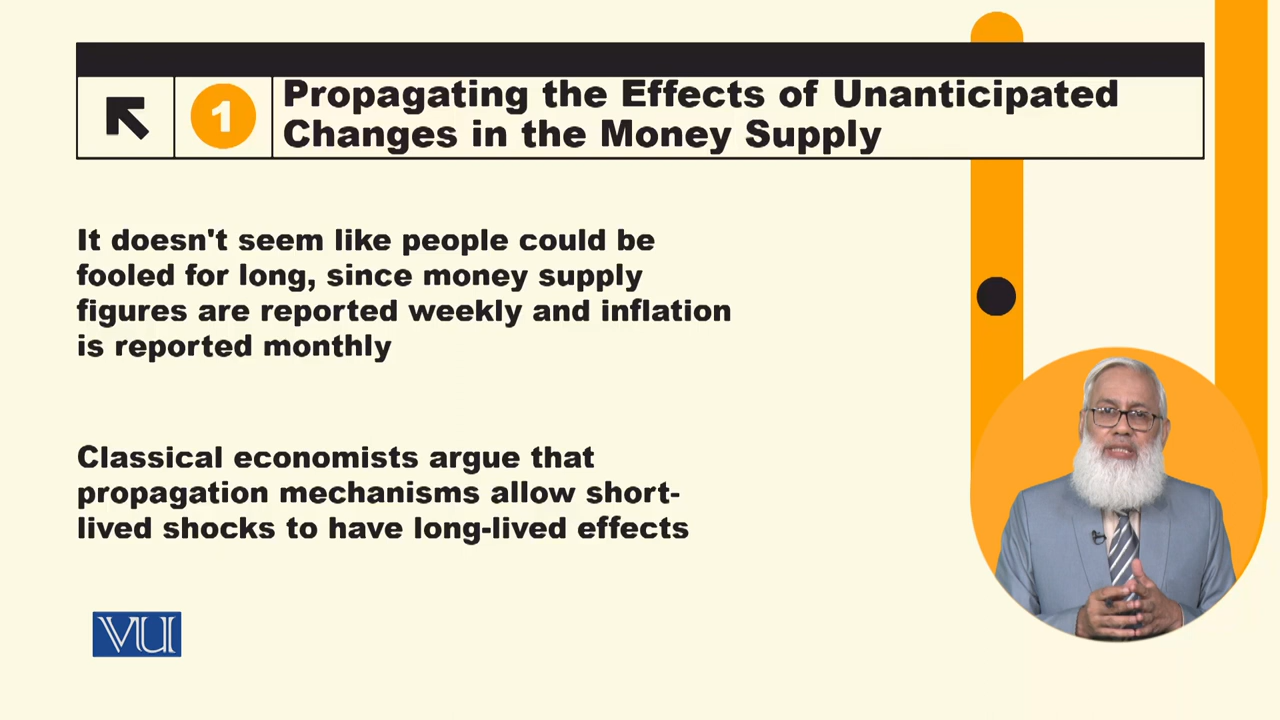 1
Propagating the Effects of Unanticipated
Changes in the Money Supply
It doesn't seem like people could be
fooled for long, since money supply
figures are reported weekly and inflation
is reported monthly
Classical economists argue that
propagation mechanisms allow short-
lived shocks to have long-lived effects
VU